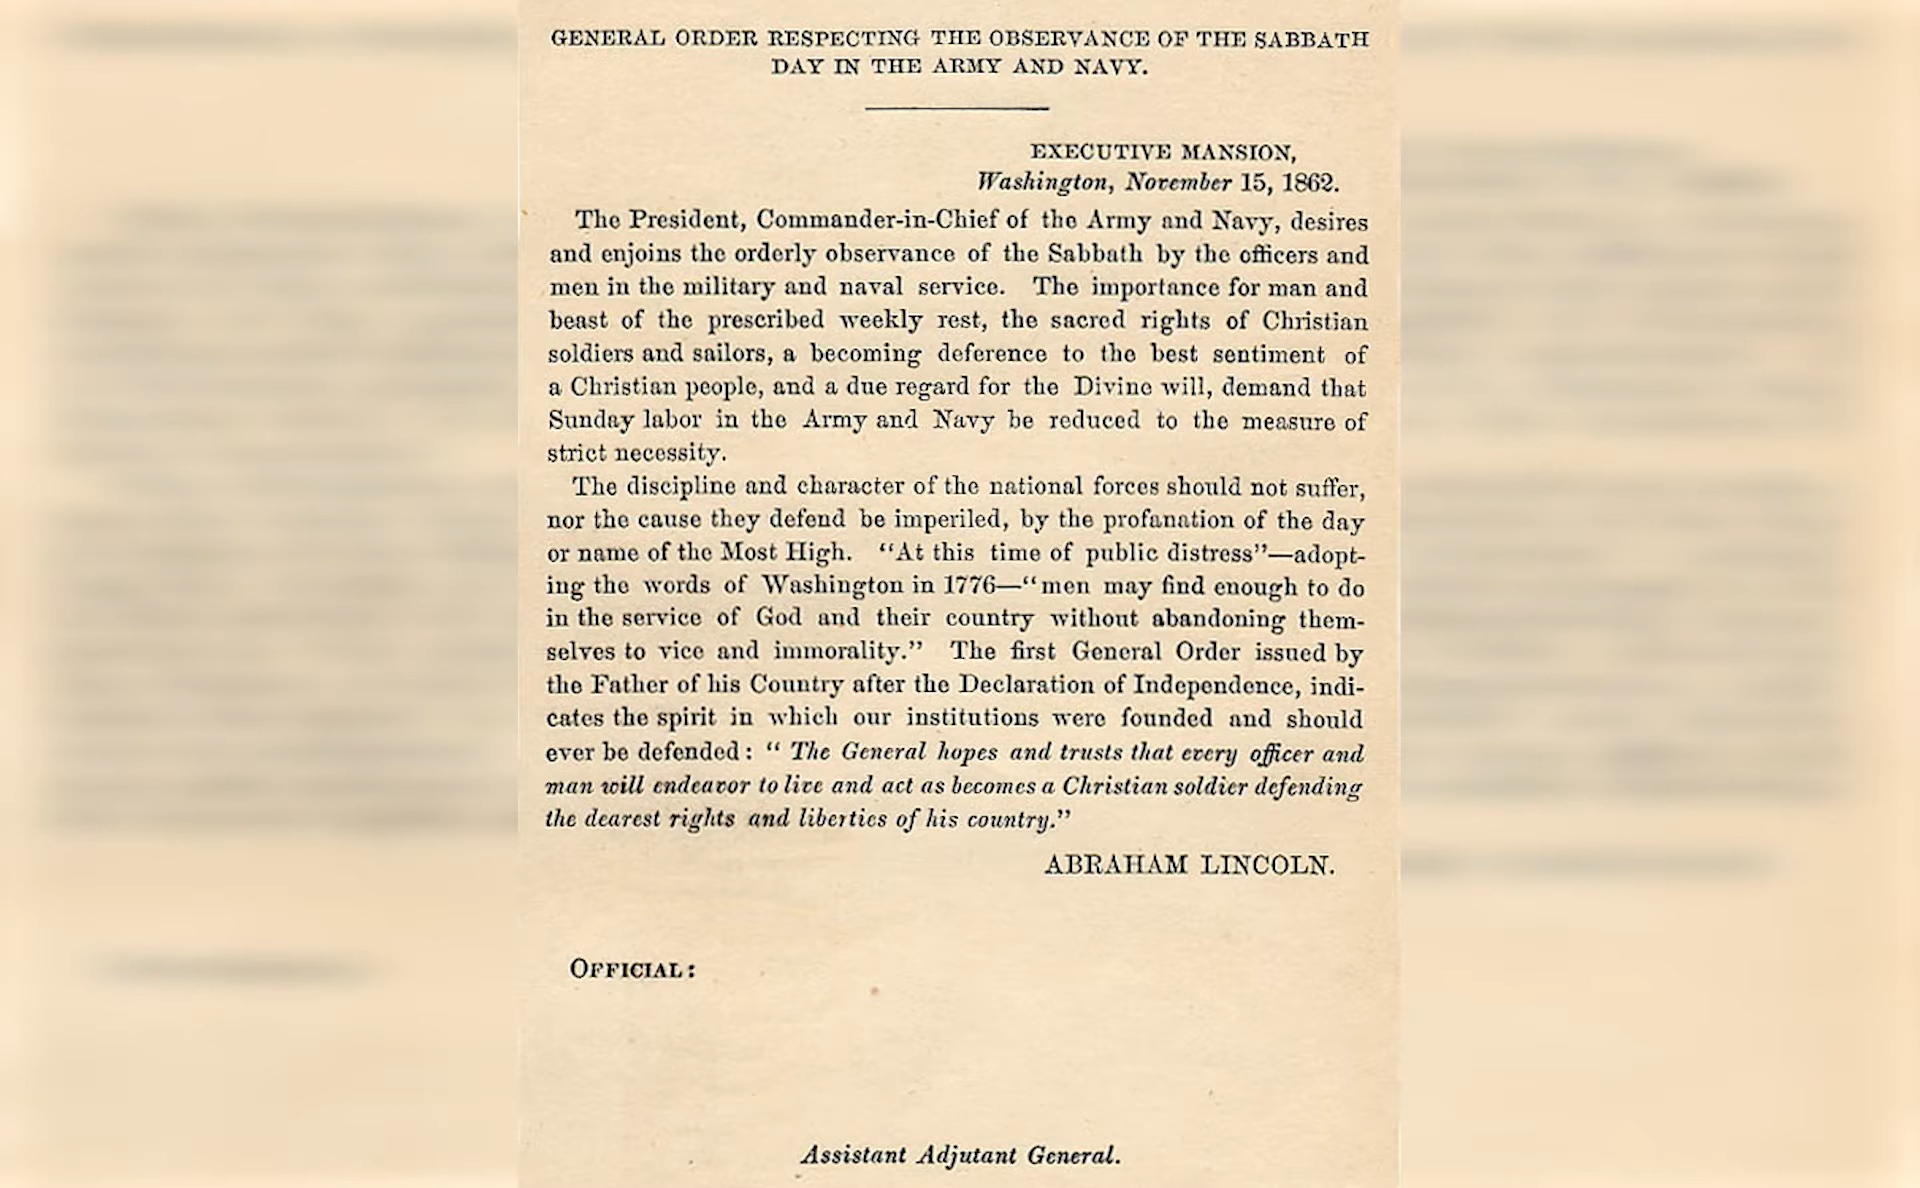 GENERAL ORDER RESPECTING THE OBSERVANCE OF THE SABBATH
DAY IN THE ARMY AND NAVY.
EXECUTIVE MANSION,
Washington, November 15, 1862.
The President, Commander-in-Chief of the Army and Navy, desires
and enjoins the orderly observance of the Sabbath by the officers and
men in the military and naval service. The importance for man and
beast of the prescribed weekly rest, the sacred rights of Christian
soldiers and sailors, a becoming deference to the best sentiment of
a Christian people, and a due regard for the Divine will, demand that
Sunday labor in the Army and Navy be reduced to the measure of
strict necessity.
The discipline and character of the national forces should not suffer,
nor the cause they defend be imperiled, by the profanation of the day
or name of the Most High. “At this time of public distress”—adopt-
ing the words of Washington in 1776—“men may find enough to do
in the service of God and their country without abandoning them-
selves to vice and immorality.” The first General Order issued by
the Father of his Country after the Declaration of Independence, indi-
cates the spirit in which our institutions were founded and should
ever be defended: “The General hopes and trusts that every officer and
man will endeavor to live and act as becomes a Christian soldier defending
the dearest rights and liberties of his country.”
ABRAHAM LINCOLN.
OFFICIAL:
Assistant Adjutant General.